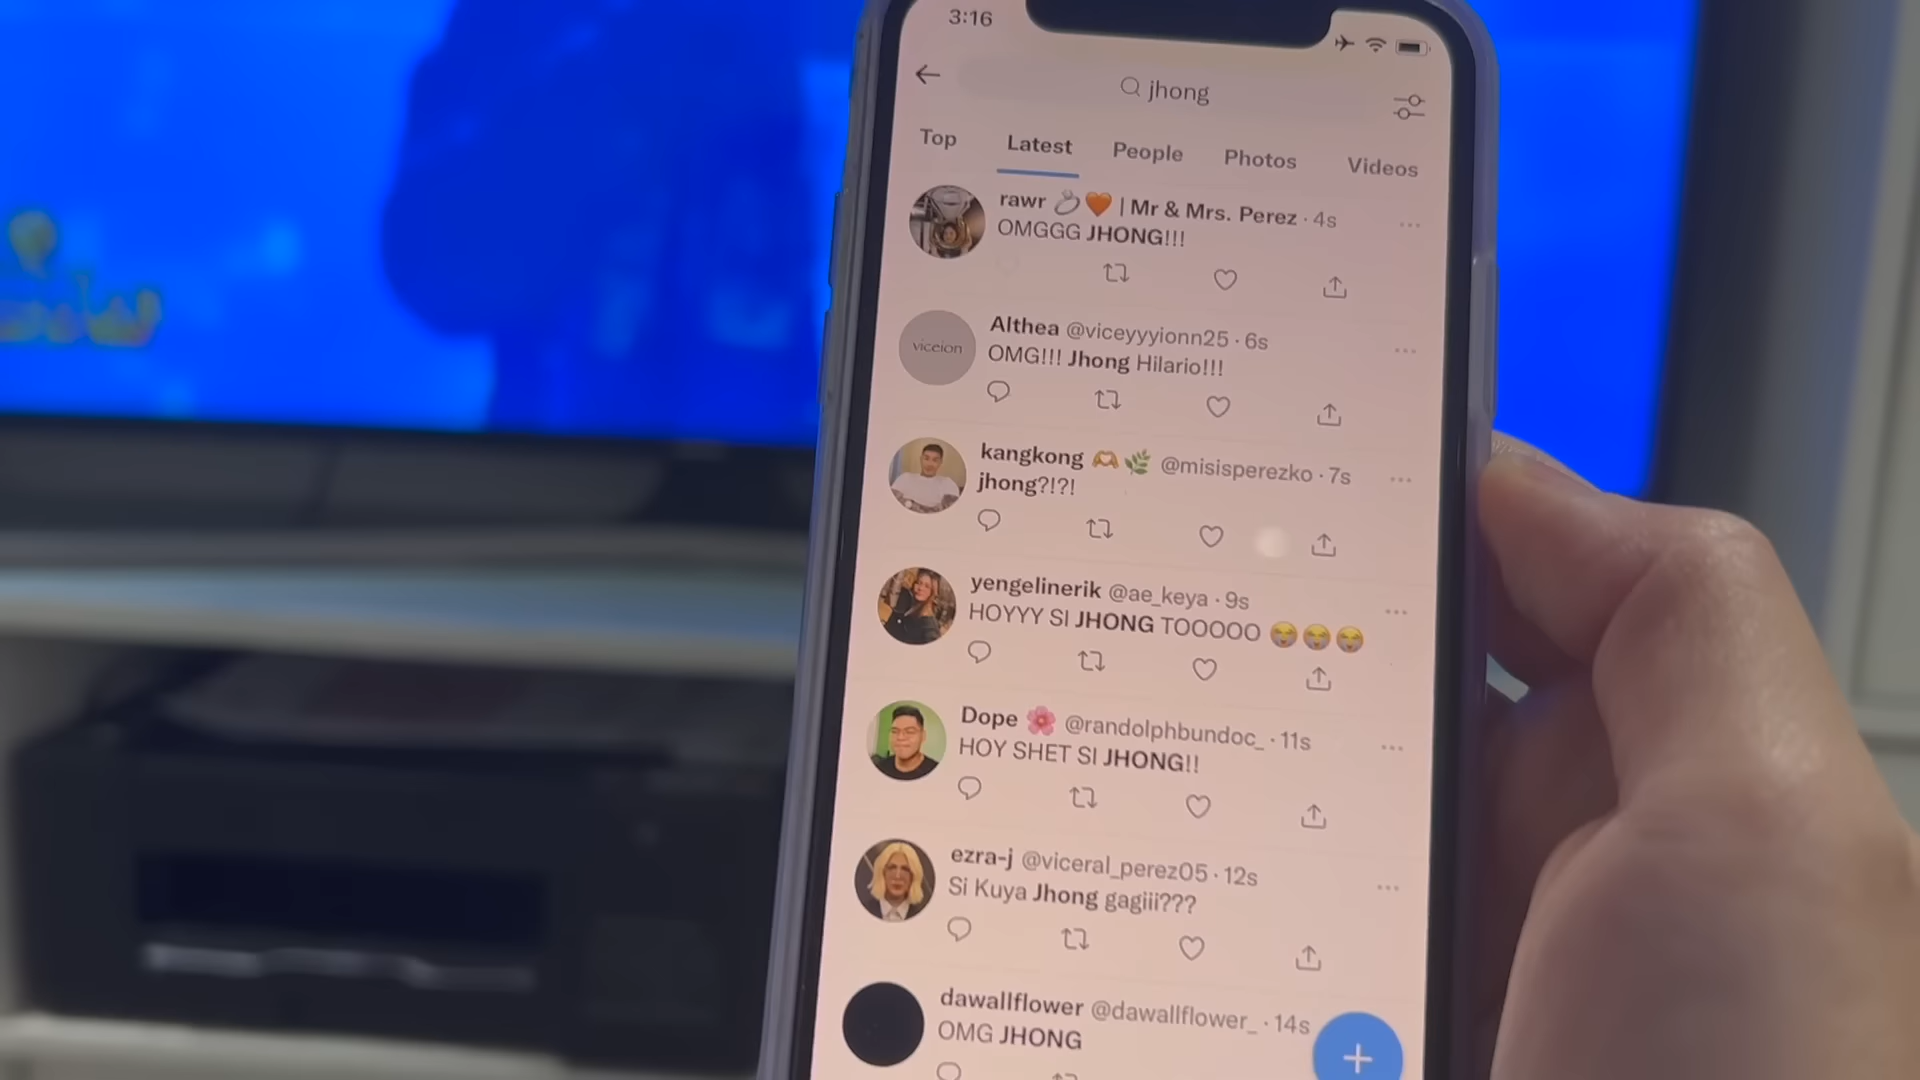 3:16
jhong
Top Latest People Photos Videos
rawr 💍🧡 | Mr & Mrs. Perez · 4s
OMGGG JHONG!!!
viceion
Althea @viceyyyionn25 · 6s
OMG!!! Jhong Hilario!!!
kangkong 🫶🌿 @misisperezko · 7s
jhong?!?!
yengelinerik @ae_keya · 9s
HOYYY SI JHONG TOOOOO 😭😭😭
Dope 🌸 @randolphbundoc_ · 11s
HOY SHET SI JHONG!!
ezra-j @viceral_perez05 · 12s
Si Kuya Jhong gagiii???
dawallflower @dawallflower_ · 14s
OMG JHONG